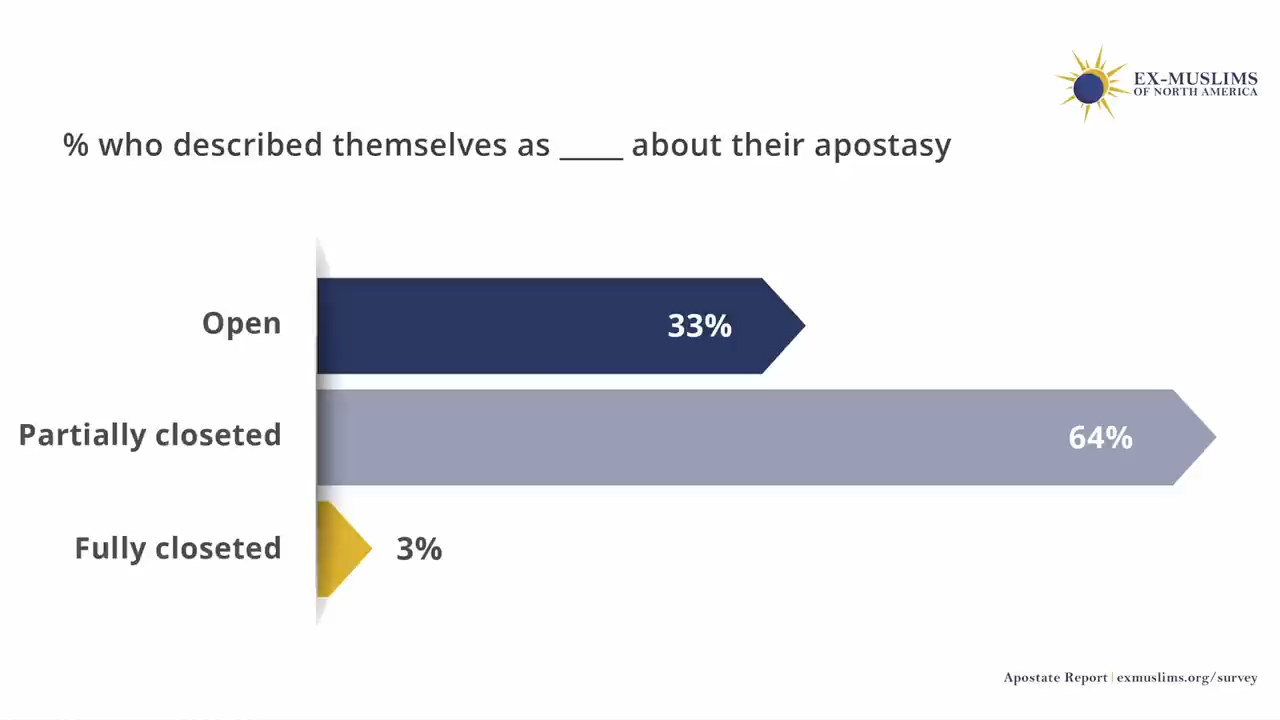 EX-MUSLIMS
OF NORTH AMERICA
% who described themselves as _____ about their apostasy
Open
33%
Partially closeted
64%
Fully closeted
3%
Apostate Report | exmuslims.org/survey